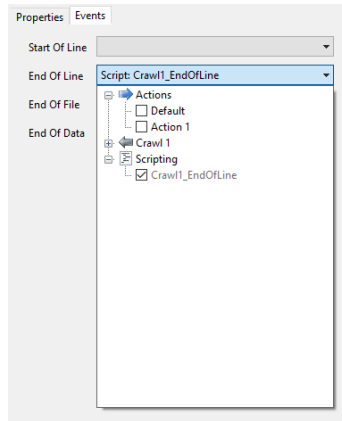 Properties Events
Start Of Line
End Of Line Script: Crawl1_EndOfLine
End Of File
End Of Data
Actions
Default
Action 1
Crawl 1
Scripting
Crawl1_EndOfLine